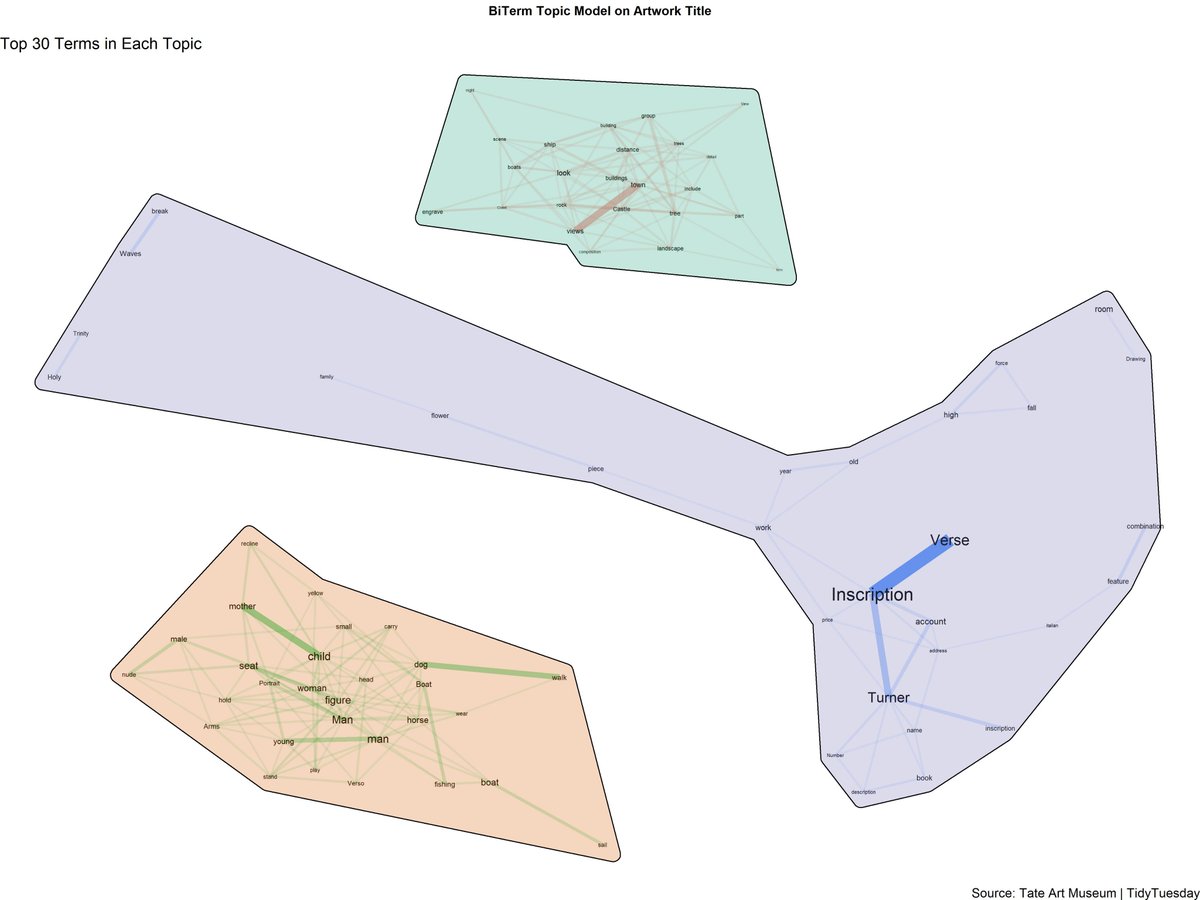 BiTerm Topic Model on Artwork Title
Top 30 Terms in Each Topic
night
group
building
scene
ship
trees
distance
detail
boats
look
buildings
town
include
rook
Castle
engrave
tree
part
views
landscape
composition
break
Waves
Trinity
Holy
family
flower
piece
work
year
old
room
Drawing
force
high
fall
combination
feature
Verse
Inscription
account
price
italian
address
Turner
name
inscription
Number
book
description
recline
yellow
mother
small
carry
male
child
seat
dog
nude
Portrait
head
Boat
walk
woman
hold
figure
Man
horse
wear
Arms
young
man
stand
play
Verso
fishing
boat
sail
Source: Tate Art Museum | TidyTuesday